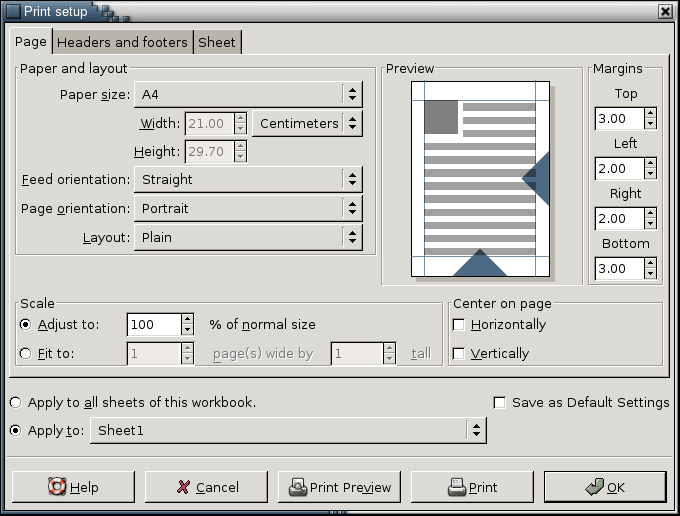 Print setup
Page Headers and footers Sheet
Paper and layout
Paper size: A4
Width: 21.00 Centimeters
Height: 29.70
Feed orientation: Straight
Page orientation: Portrait
Layout: Plain
Preview
Margins
Top
3.00
Left
2.00
Right
2.00
Bottom
3.00
Scale
Adjust to: 100 % of normal size
Fit to: 1 page(s) wide by 1 tall
Center on page
Horizontally
Vertically
Apply to all sheets of this workbook.
Save as Default Settings
Apply to: Sheet1
Help Cancel Print Preview Print OK